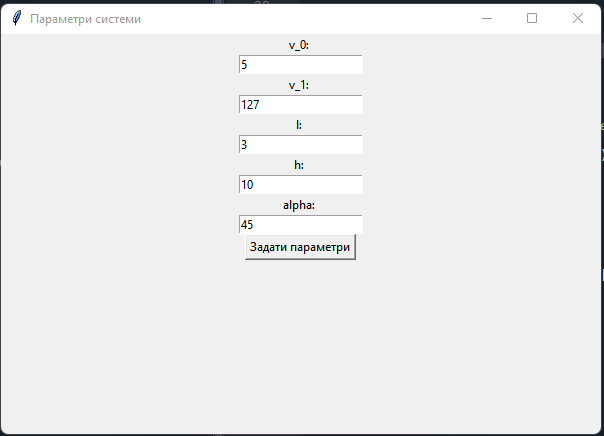 Параметри системи
v_0:
5
v_1:
127
l:
3
h:
10
alpha:
45
Задати параметри